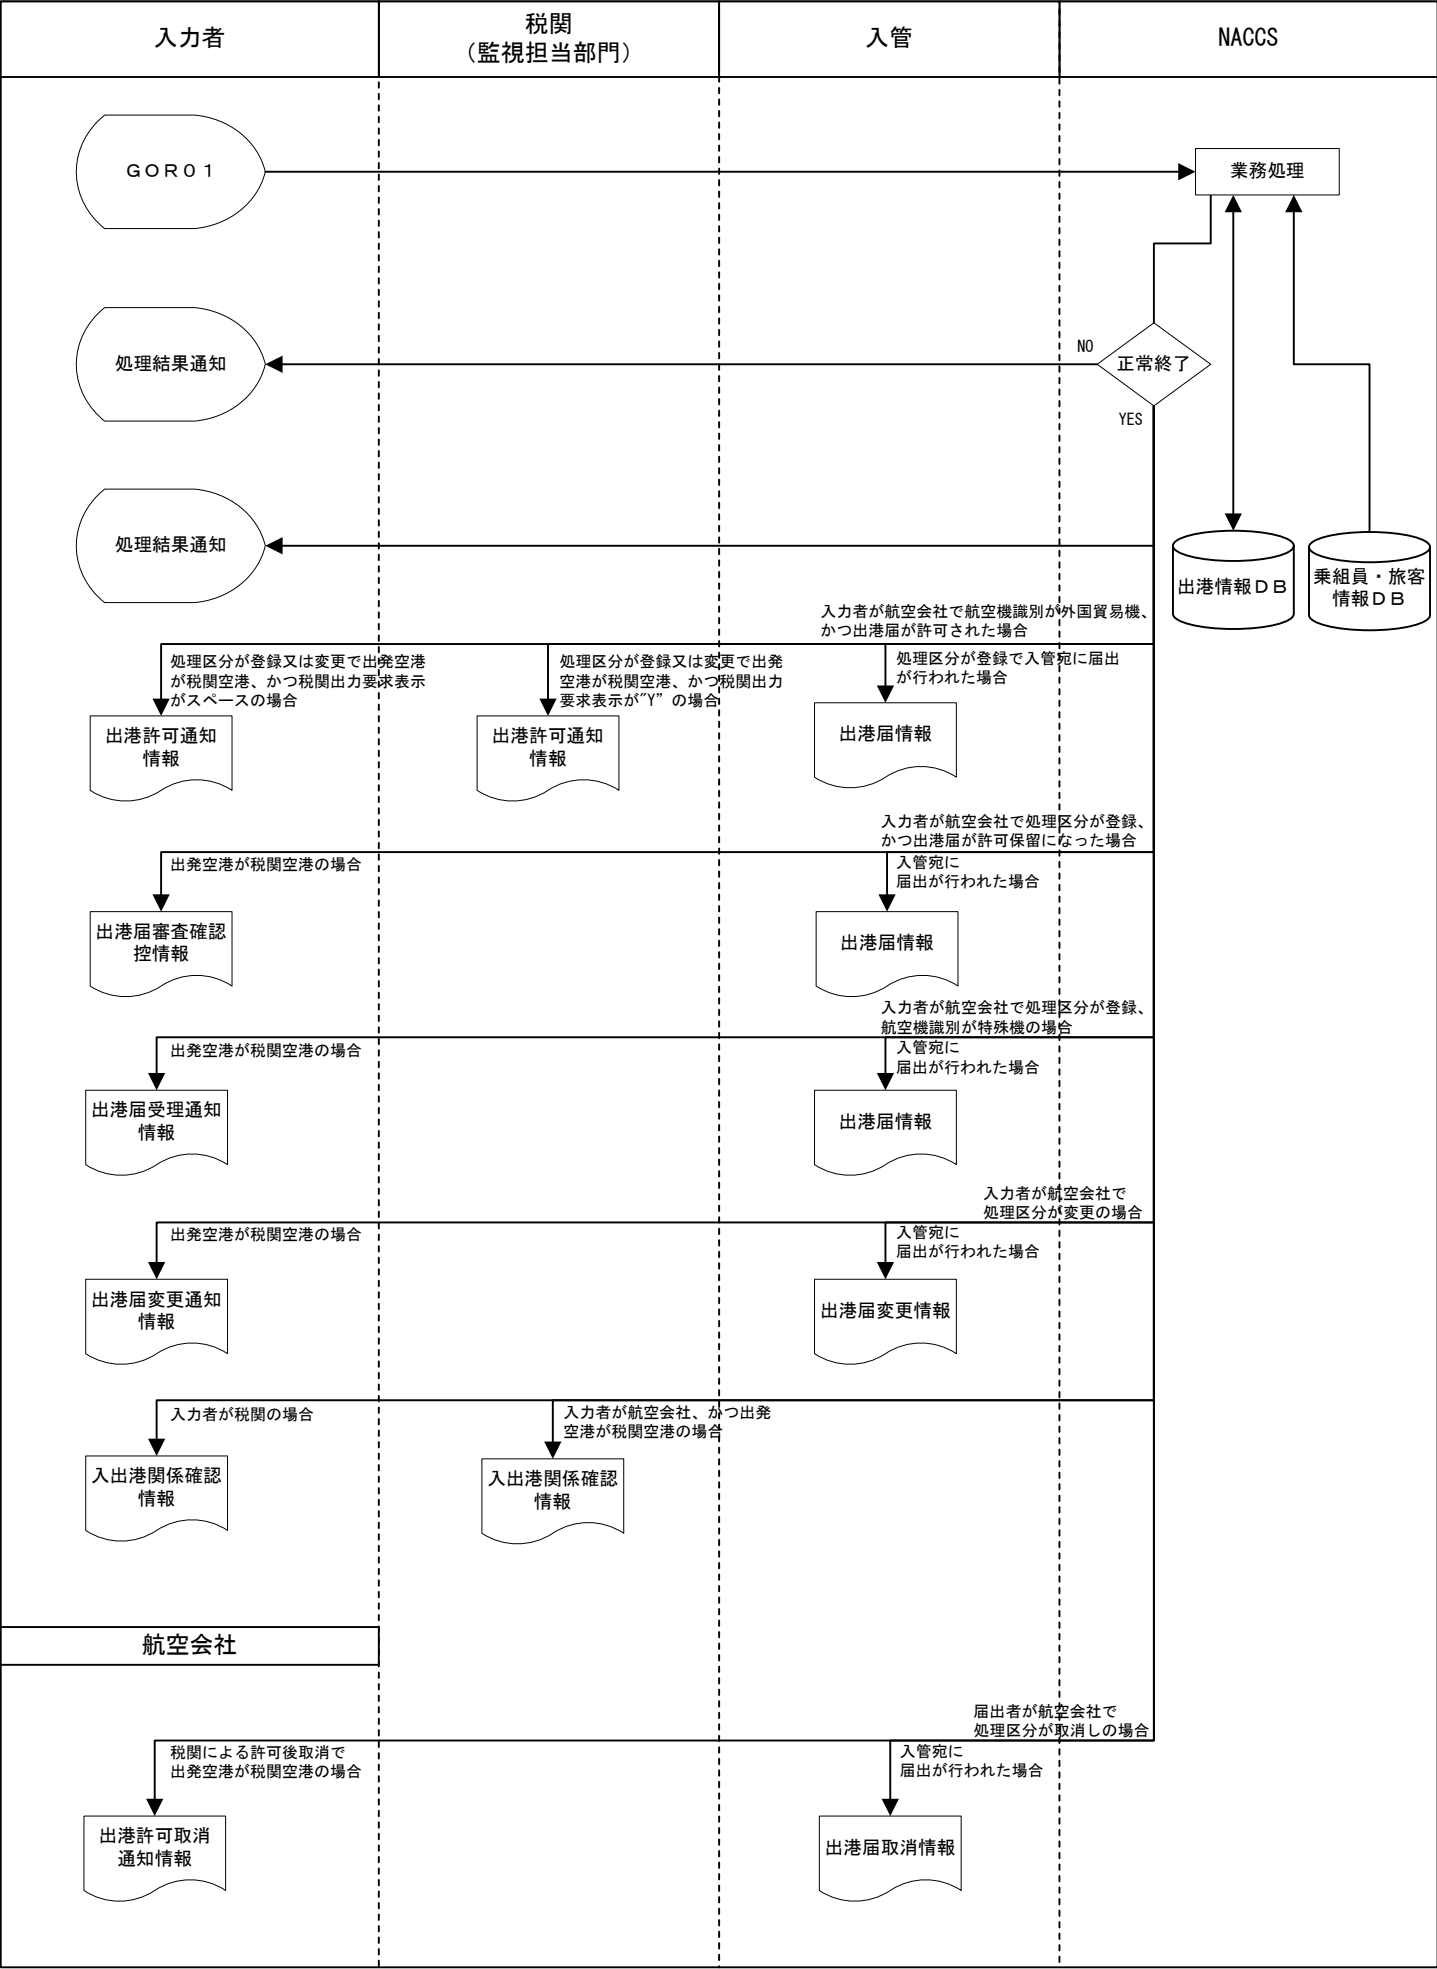 入力者
税関
（監視担当部門）
入管
NACCS
ＧＯＲ０１
業務処理
処理結果通知
NO
正常終了
YES
処理結果通知
出港情報ＤＢ
乗組員・旅客
情報ＤＢ
入力者が航空会社で航空機識別が外国貿易機、
かつ出港届が許可された場合
処理区分が登録又は変更で出発空港
が税関空港、かつ税関出力要求表示
がスペースの場合
処理区分が登録又は変更で出発
空港が税関空港、かつ税関出力
要求表示が"Y"の場合
処理区分が登録で入管宛に届出
が行われた場合
出港許可通知
情報
出港許可通知
情報
出港届情報
入力者が航空会社で処理区分が登録、
かつ出港届が許可保留になった場合
出発空港が税関空港の場合
入管宛に
届出が行われた場合
出港届審査確認
控情報
出港届情報
入力者が航空会社で処理区分が登録、
航空機識別が特殊機の場合
出発空港が税関空港の場合
入管宛に
届出が行われた場合
出港届受理通知
情報
出港届情報
入力者が航空会社で
処理区分が変更の場合
出発空港が税関空港の場合
入管宛に
届出が行われた場合
出港届変更通知
情報
出港届変更情報
入力者が税関の場合
入力者が航空会社、かつ出発
空港が税関空港の場合
入出港関係確認
情報
入出港関係確認
情報
航空会社
届出者が航空会社で
処理区分が取消しの場合
税関による許可後取消で
出発空港が税関空港の場合
入管宛に
届出が行われた場合
出港許可取消
通知情報
出港届取消情報